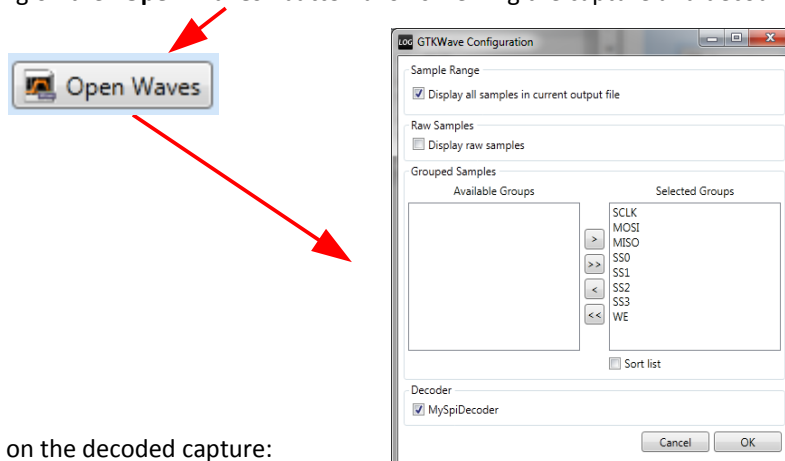 LOG GTKWave Configuration
Sample Range
Display all samples in current output file
Open Waves
Raw Samples
Display raw samples
Grouped Samples
Available Groups Selected Groups
SCLK
MOSI
> MISO
SS0
>> SS1
< SS2
SS3
<< WE
Sort list
Decoder
MySpiDecoder
Cancel OK
on the decoded capture: